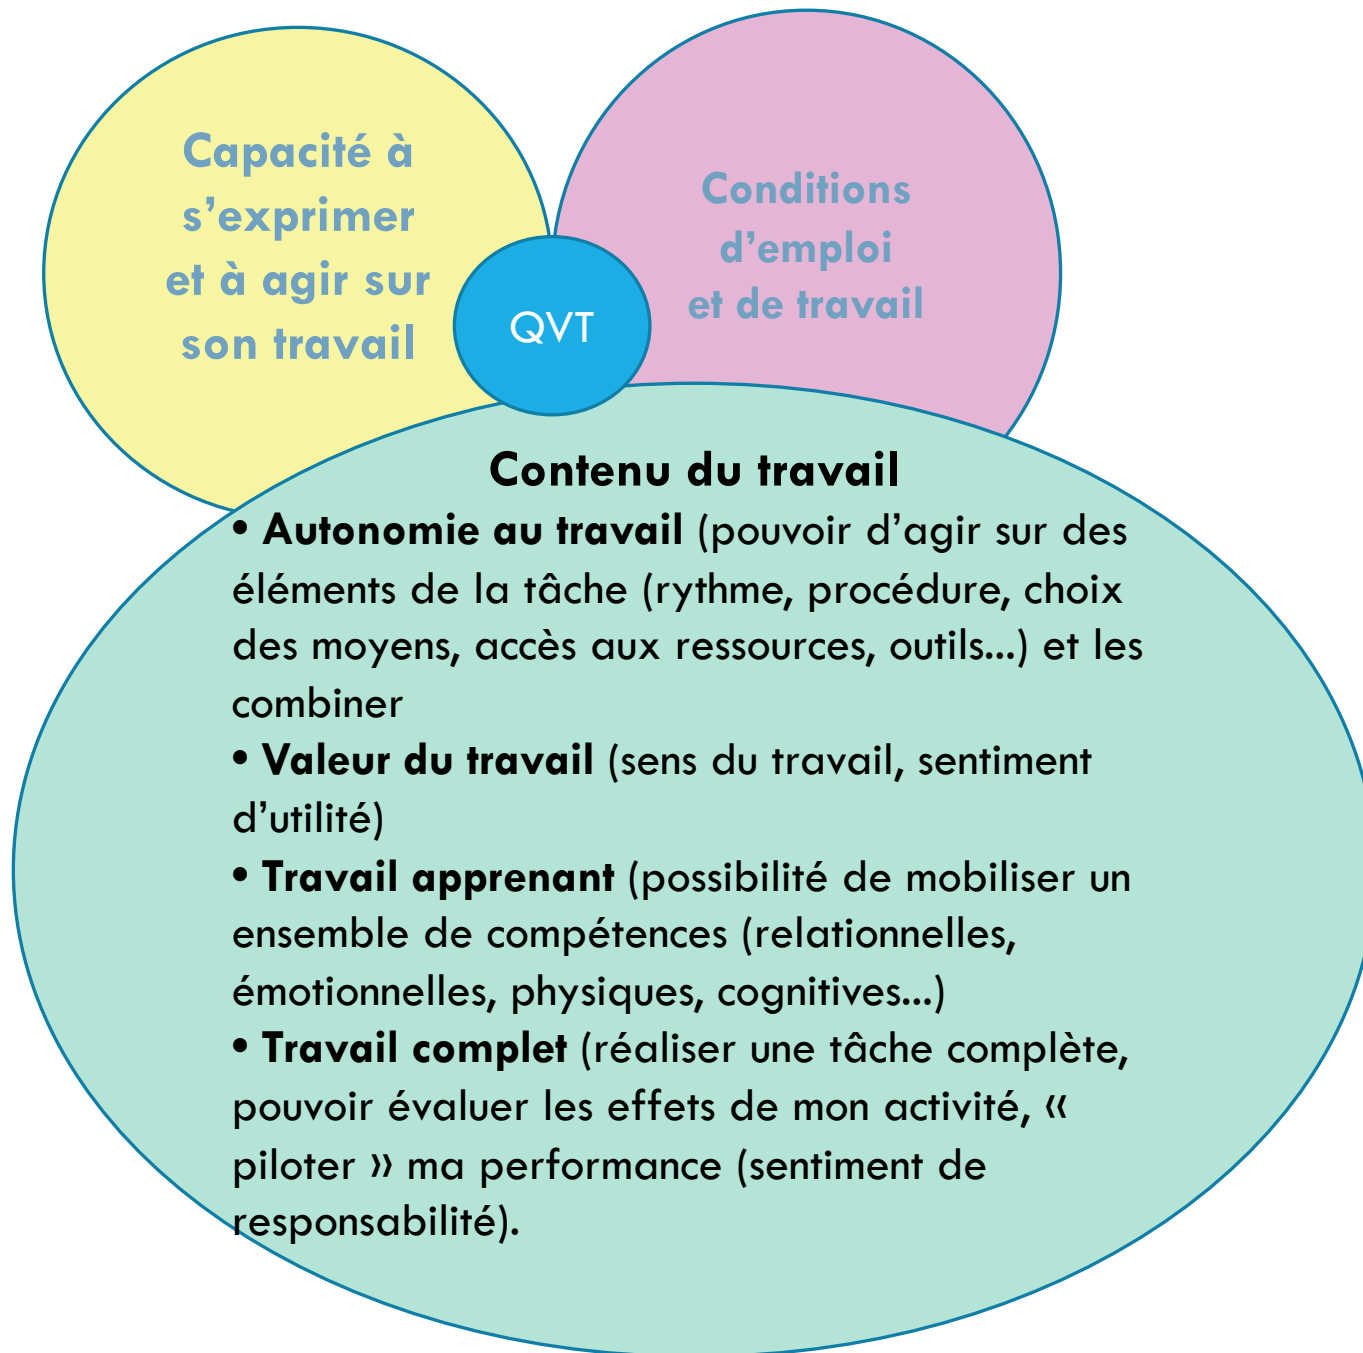 Capacité à
s’exprimer
et à agir sur
son travail
Conditions
d’emploi
et de travail
QVT
Contenu du travail
• Autonomie au travail (pouvoir d’agir sur des
éléments de la tâche (rythme, procédure, choix
des moyens, accès aux ressources, outils...) et les
combiner
• Valeur du travail (sens du travail, sentiment
d’utilité)
• Travail apprenant (possibilité de mobiliser un
ensemble de compétences (relationnelles,
émotionnelles, physiques, cognitives...)
• Travail complet (réaliser une tâche complète,
pouvoir évaluer les effets de mon activité, «
piloter » ma performance (sentiment de
responsabilité).